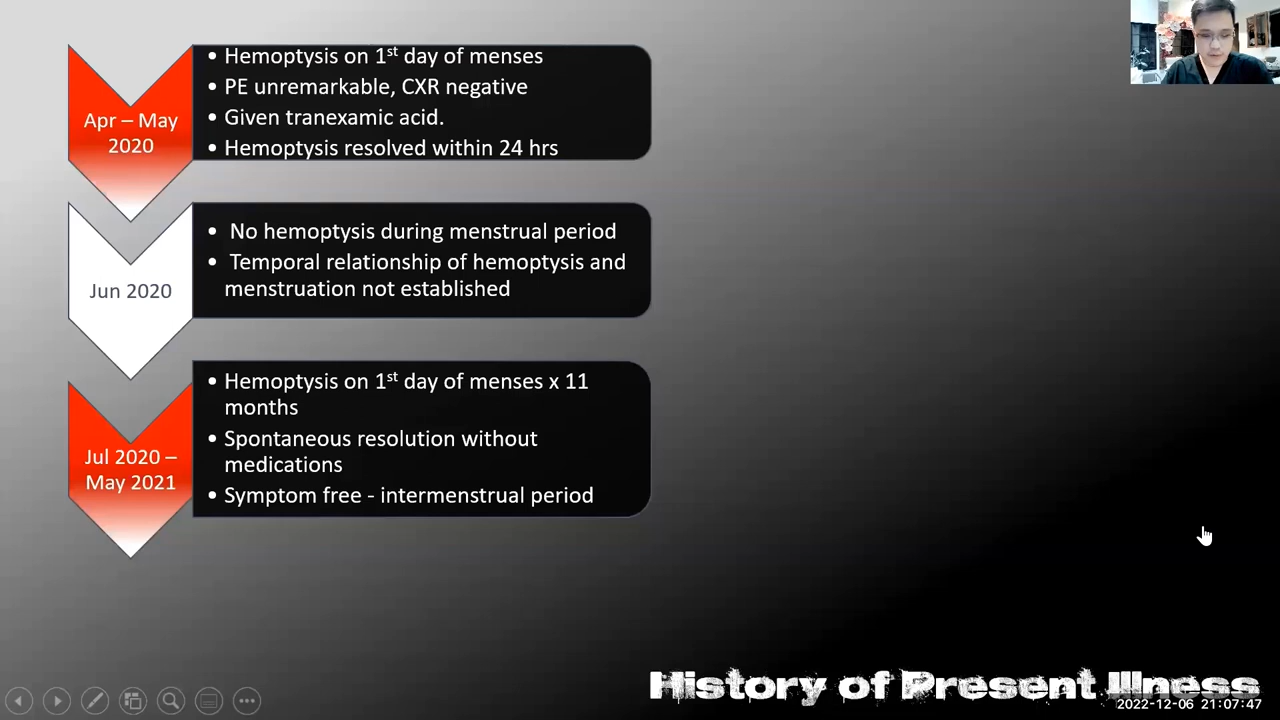 • Hemoptysis on 1st day of menses
• PE unremarkable, CXR negative
• Given tranexamic acid.
• Hemoptysis resolved within 24 hrs
Apr – May
2020
• No hemoptysis during menstrual period
• Temporal relationship of hemoptysis and
menstruation not established
Jun 2020
• Hemoptysis on 1st day of menses x 11
months
• Spontaneous resolution without
medications
• Symptom free - intermenstrual period
Jul 2020 –
May 2021
History of Present Illness
2022-12-06 21:07:47